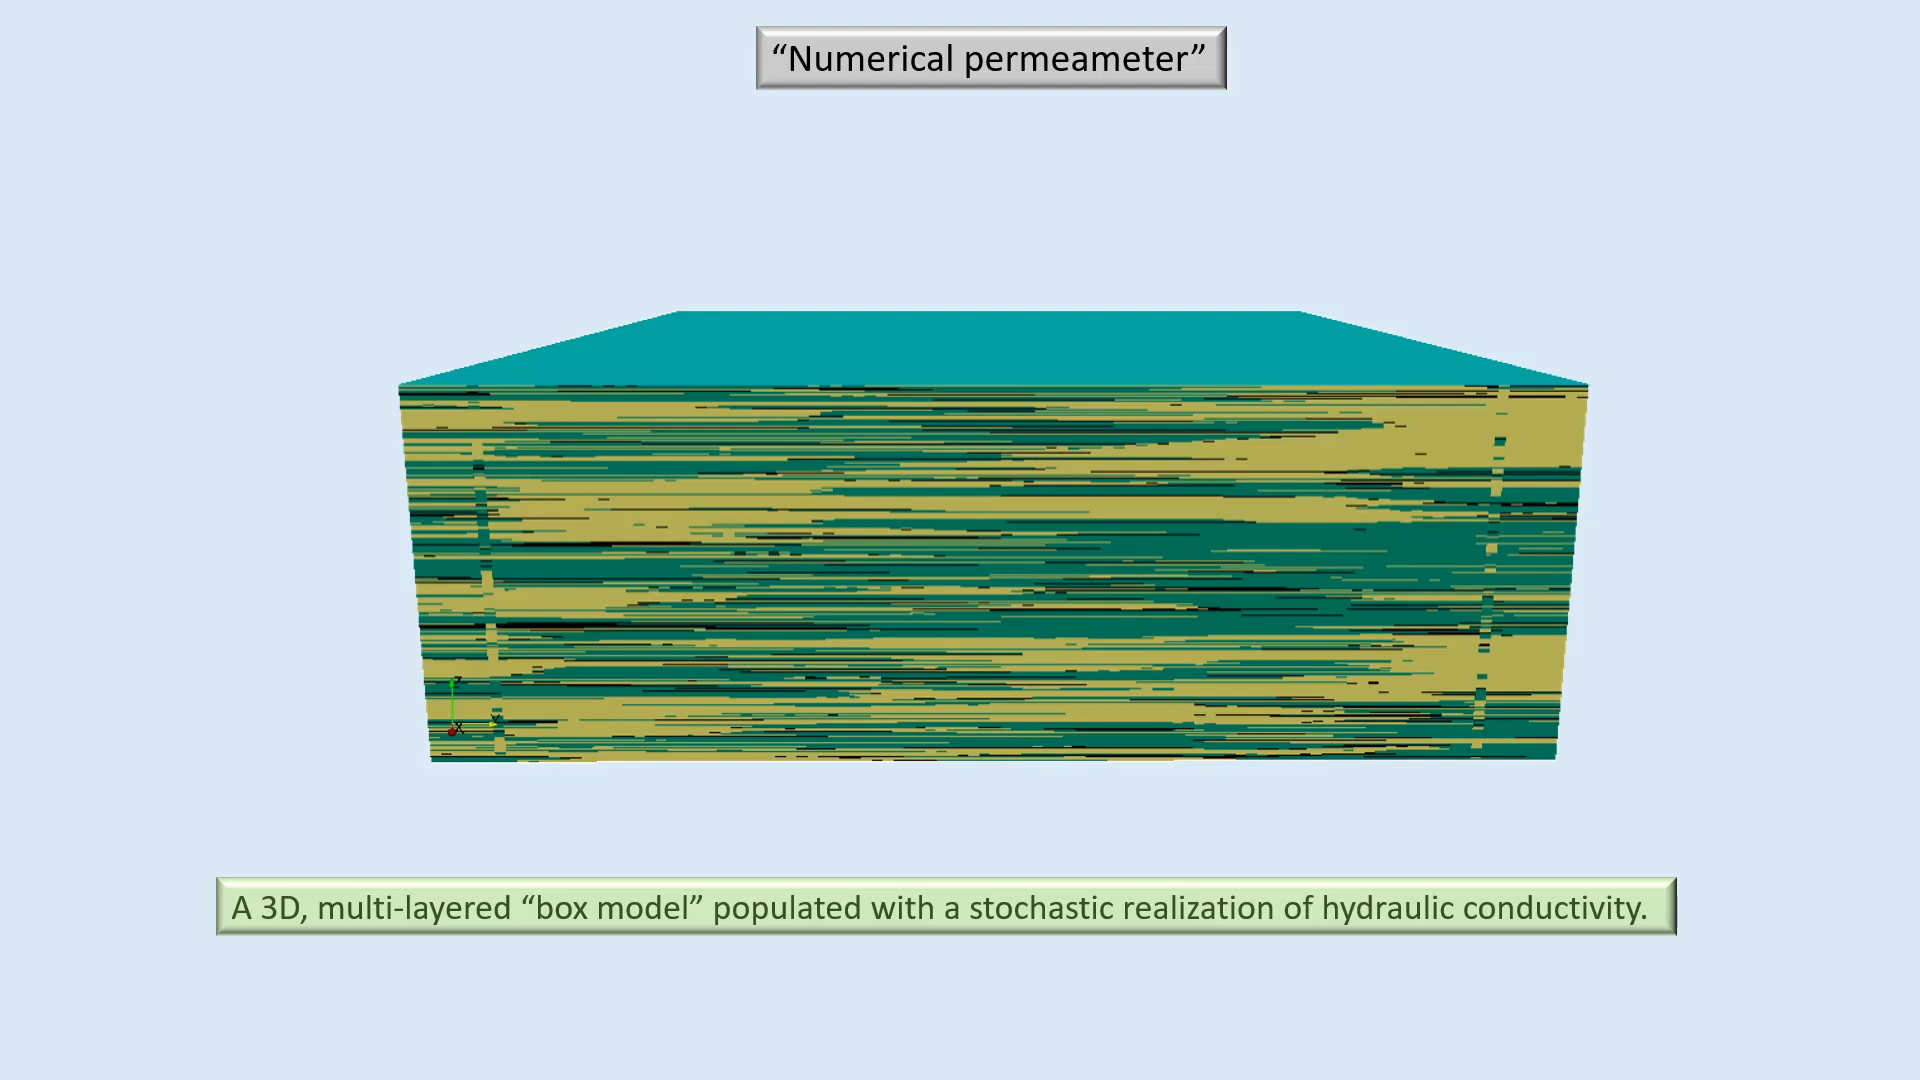 “Numerical permeameter”
Z
Y
X
A 3D, multi-layered “box model” populated with a stochastic realization of hydraulic conductivity.